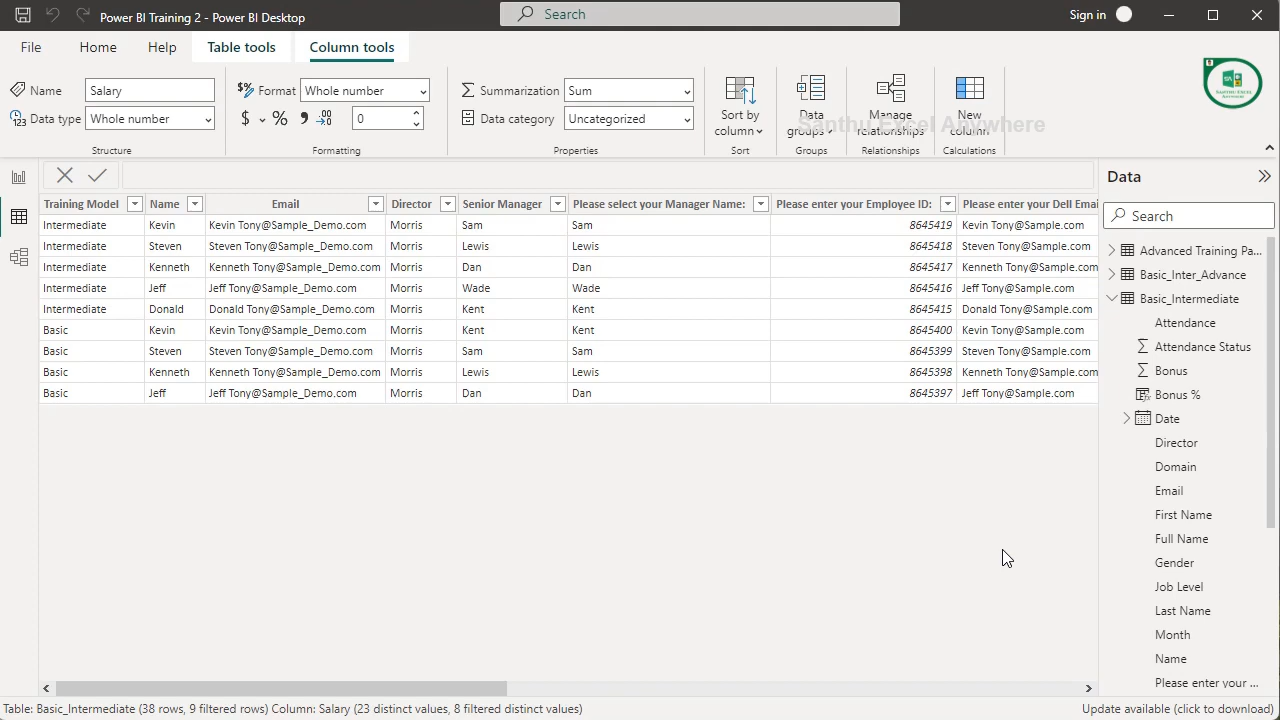 Power BI Training 2 - Power BI Desktop
Search
Sign in
File
Home
Help
Table tools
Column tools
Name
Salary
Data type
Whole number
Structure
Format
Whole number
$
%
0
Formatting
Summarization
Sum
Data category
Uncategorized
Properties
Sort by
column
Sort
Data
groups
Groups
Manage
relationships
Relationships
New
column
Calculations
Santhu Excel Anywhere
SANTHU EXCEL
ANYWHERE
Training Model Name Email Director Senior Manager Please select your Manager Name: Please enter your Employee ID: Please enter your Dell Emai
Intermediate Kevin Kevin Tony@Sample_Demo.com Morris Sam Sam 8645419 Kevin Tony@Sample.com
Intermediate Steven Steven Tony@Sample_Demo.com Morris Lewis Lewis 8645418 Steven Tony@Sample.com
Intermediate Kenneth Kenneth Tony@Sample_Demo.com Morris Dan Dan 8645417 Kenneth Tony@Sample.com
Intermediate Jeff Jeff Tony@Sample_Demo.com Morris Wade Wade 8645416 Jeff Tony@Sample.com
Intermediate Donald Donald Tony@Sample_Demo.com Morris Kent Kent 8645415 Donald Tony@Sample.com
Basic Kevin Kevin Tony@Sample_Demo.com Morris Kent Kent 8645400 Kevin Tony@Sample.com
Basic Steven Steven Tony@Sample_Demo.com Morris Sam Sam 8645399 Steven Tony@Sample.com
Basic Kenneth Kenneth Tony@Sample_Demo.com Morris Lewis Lewis 8645398 Kenneth Tony@Sample.com
Basic Jeff Jeff Tony@Sample_Demo.com Morris Dan Dan 8645397 Jeff Tony@Sample.com
Data
Search
Advanced Training Pa...
Basic_Inter_Advance
Basic_Intermediate
Attendance
Attendance Status
Bonus
Bonus %
Date
Director
Domain
Email
First Name
Full Name
Gender
Job Level
Last Name
Month
Name
Please enter your ...
Table: Basic_Intermediate (38 rows, 9 filtered rows) Column: Salary (23 distinct values, 8 filtered distinct values)
Update available (click to download)